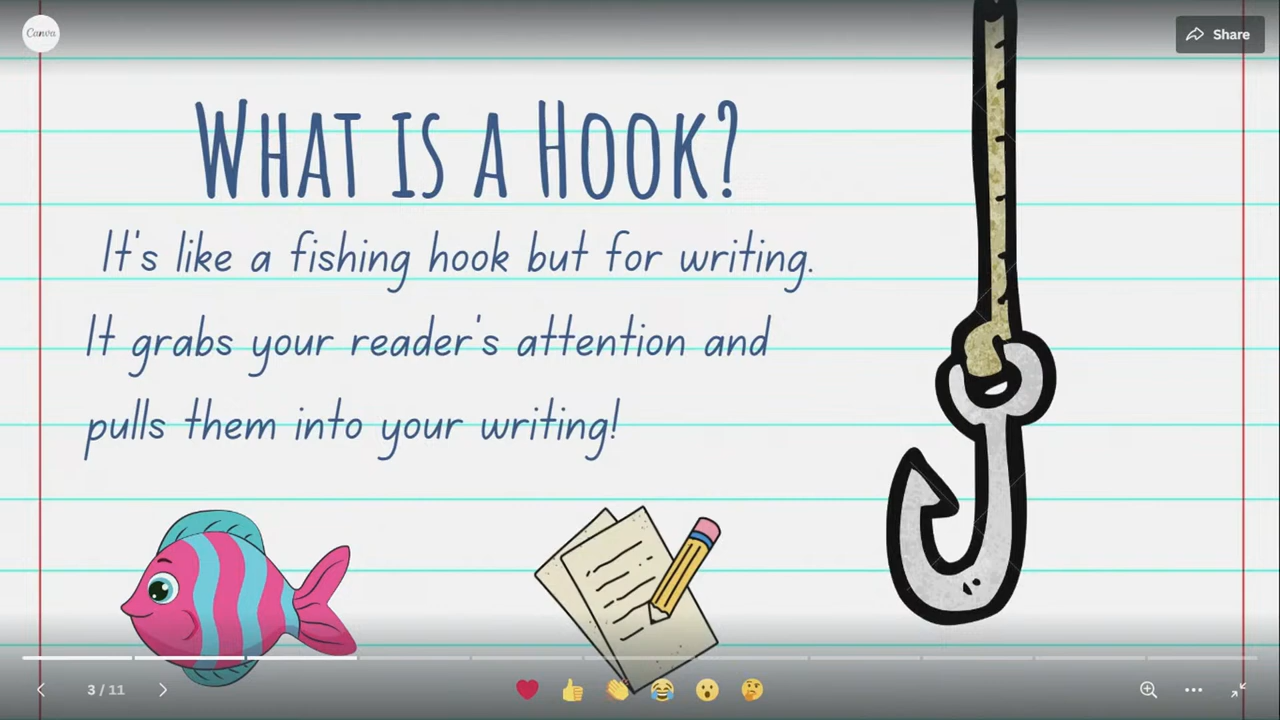 Canva
Share
What is a Hook?
It's like a fishing hook but for writing.
It grabs your reader's attention and
pulls them into your writing!
3 / 11